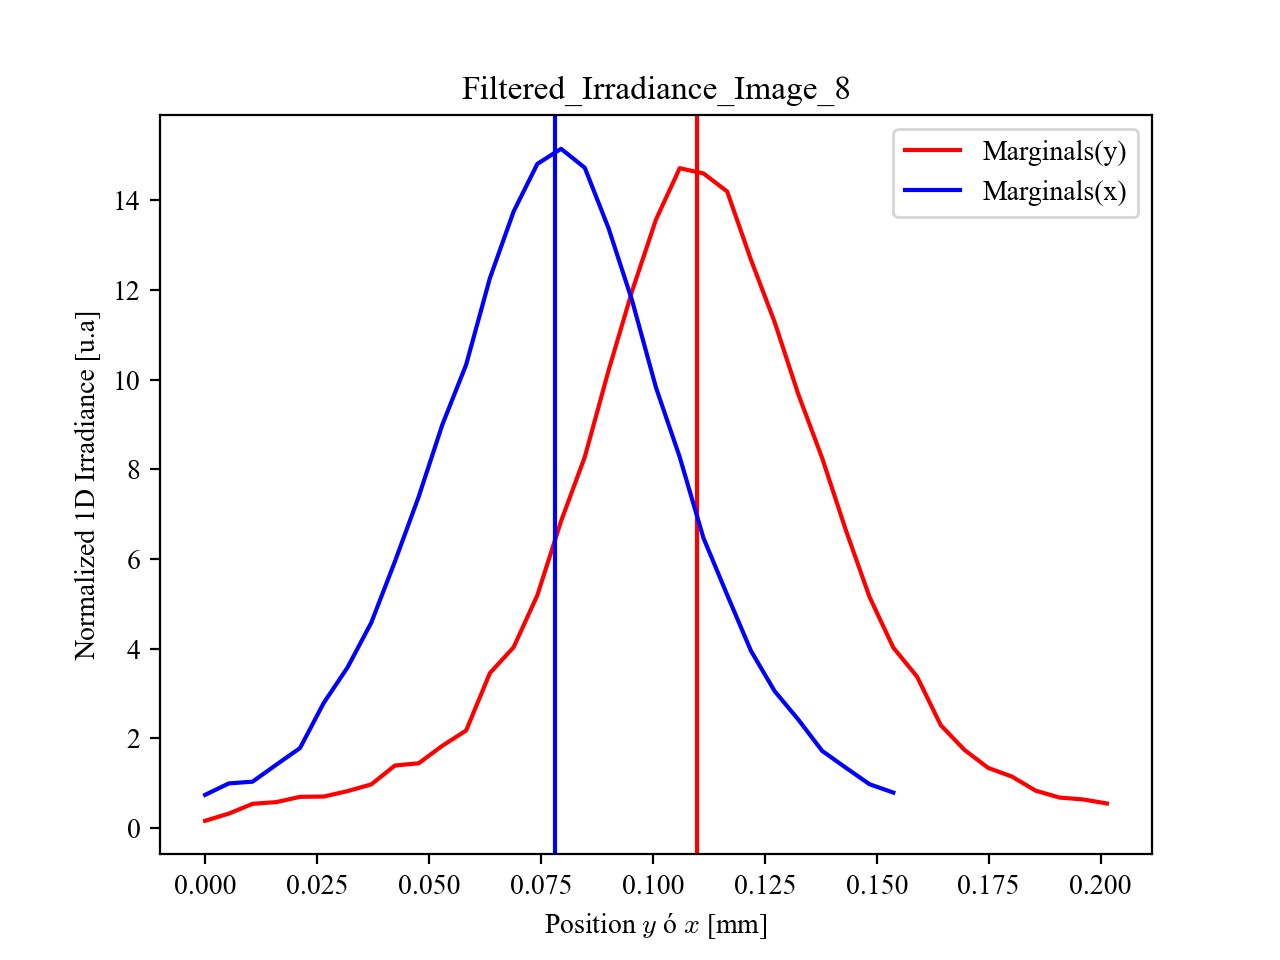 Filtered_Irradiance_Image_8
Marginals(y)
Marginals(x)
Normalized 1D Irradiance [u.a]
14
12
10
8
6
4
2
0
0.000 0.025 0.050 0.075 0.100 0.125 0.150 0.175 0.200
Position y ó x [mm]